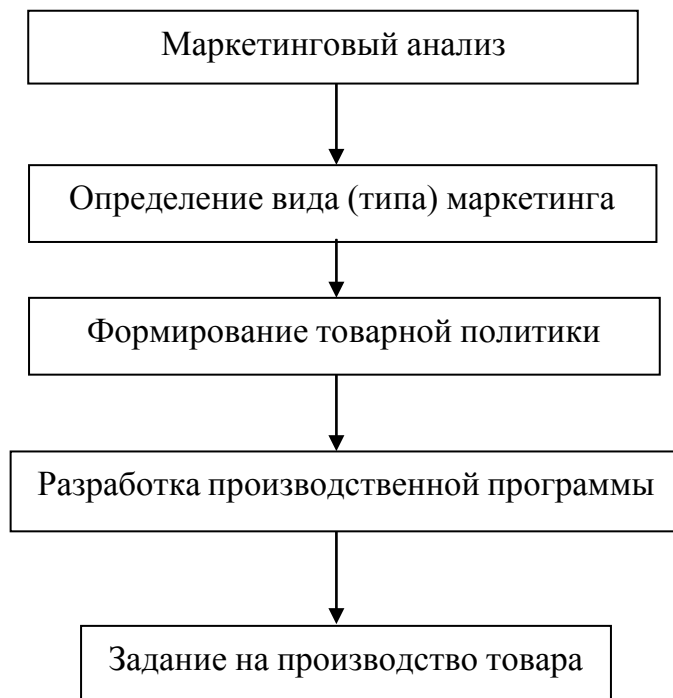 Маркетинговый анализ
Определение вида (типа) маркетинга
Формирование товарной политики
Разработка производственной программы
Задание на производство товара